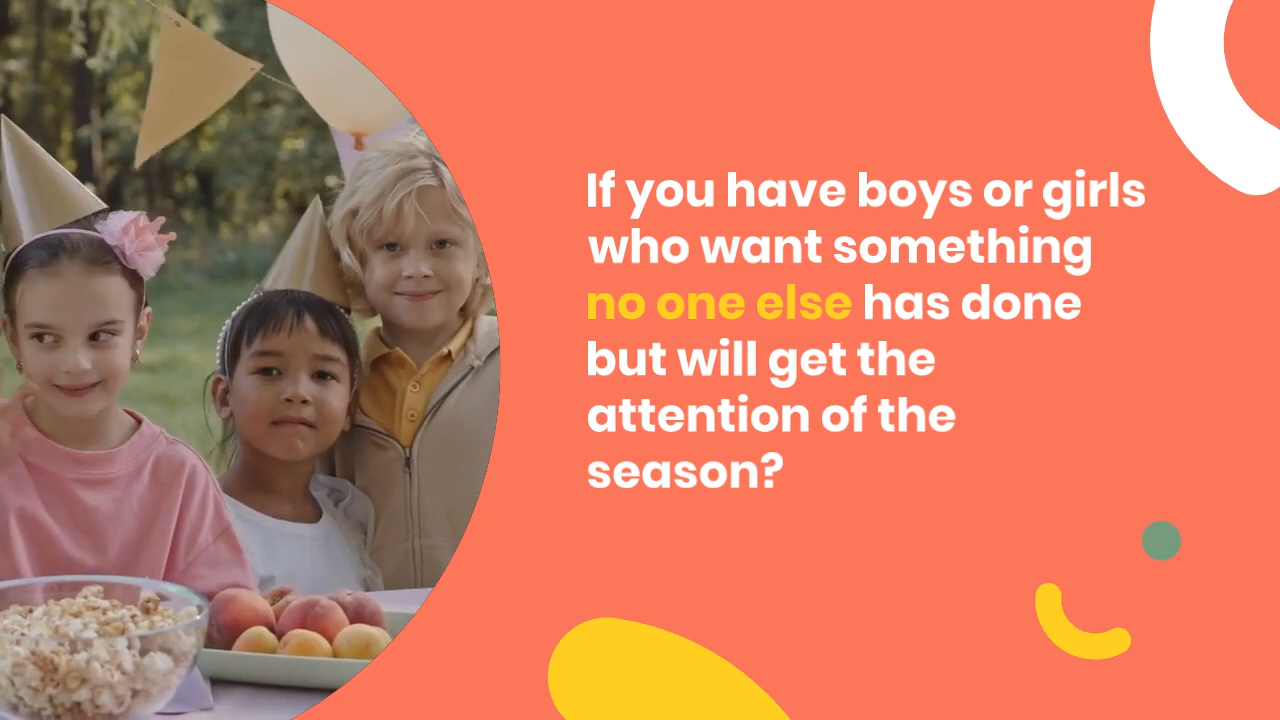 If you have boys or girls
who want something
no one else has done
but will get the
attention of the
season?